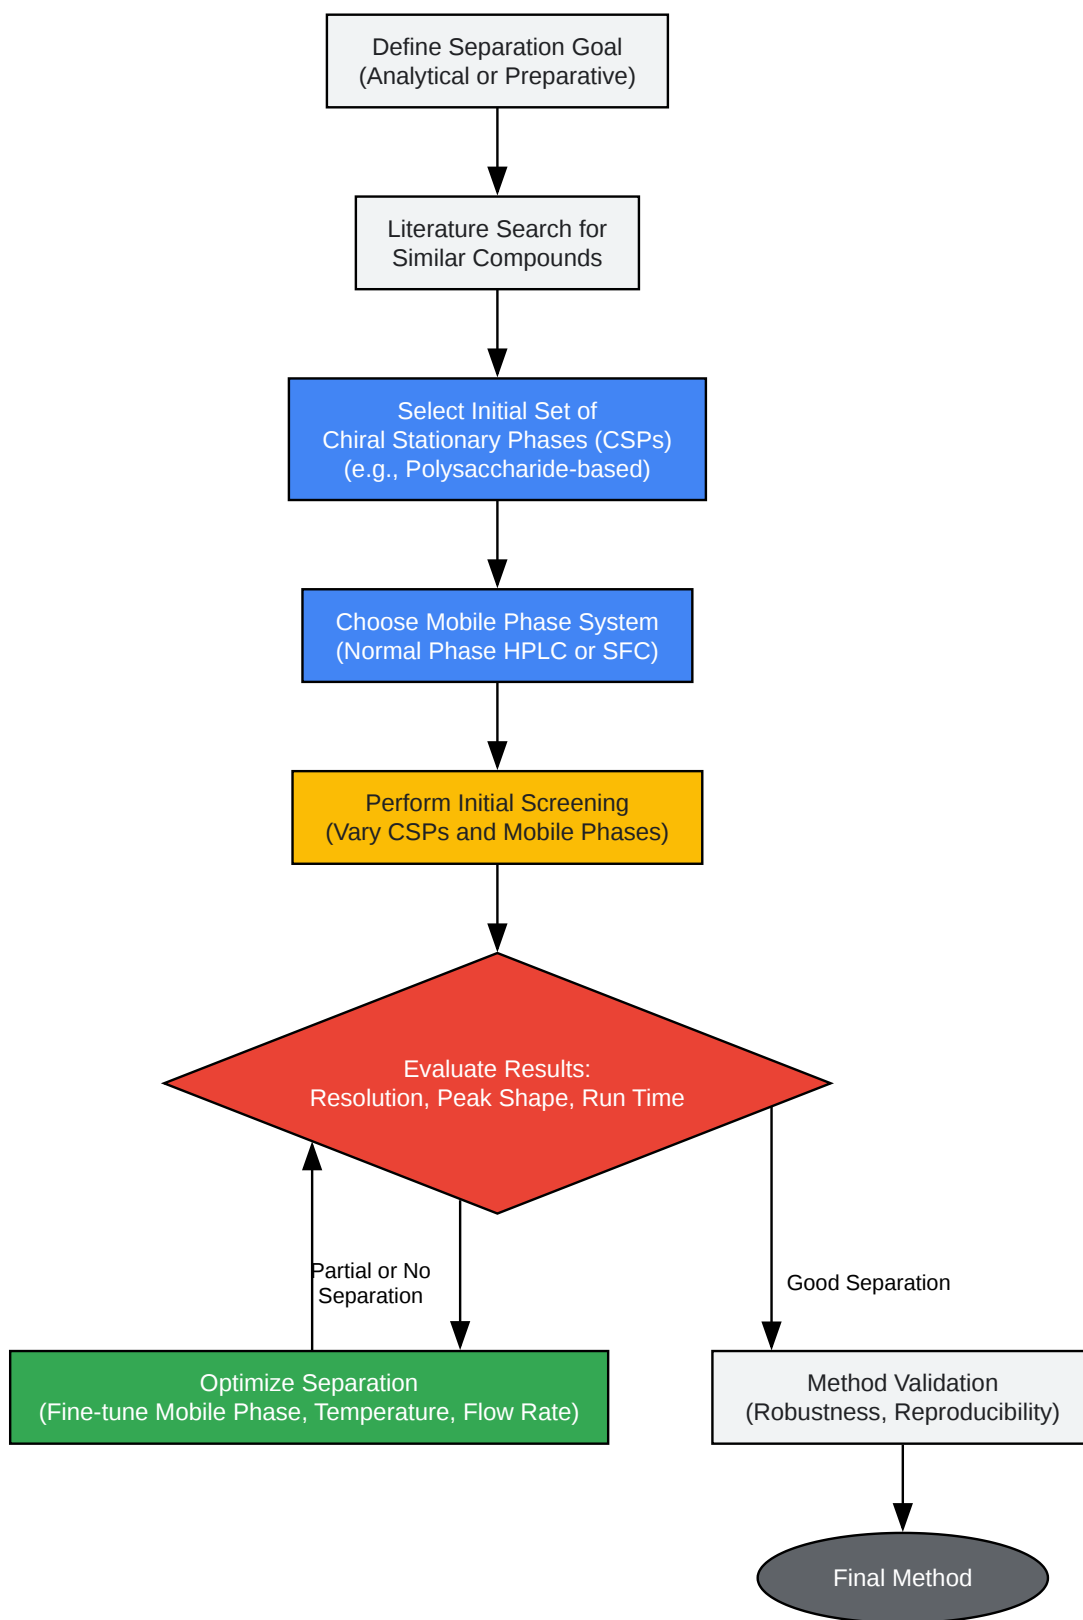 Define Separation Goal
(Analytical or Preparative)
Literature Search for
Similar Compounds
Select Initial Set of
Chiral Stationary Phases (CSPs)
(e.g., Polysaccharide-based)
Choose Mobile Phase System
(Normal Phase HPLC or SFC)
Perform Initial Screening
(Vary CSPs and Mobile Phases)
Evaluate Results:
Resolution, Peak Shape, Run Time
Partial or No
Separation
Good Separation
Optimize Separation
(Fine-tune Mobile Phase, Temperature, Flow Rate)
Method Validation
(Robustness, Reproducibility)
Final Method